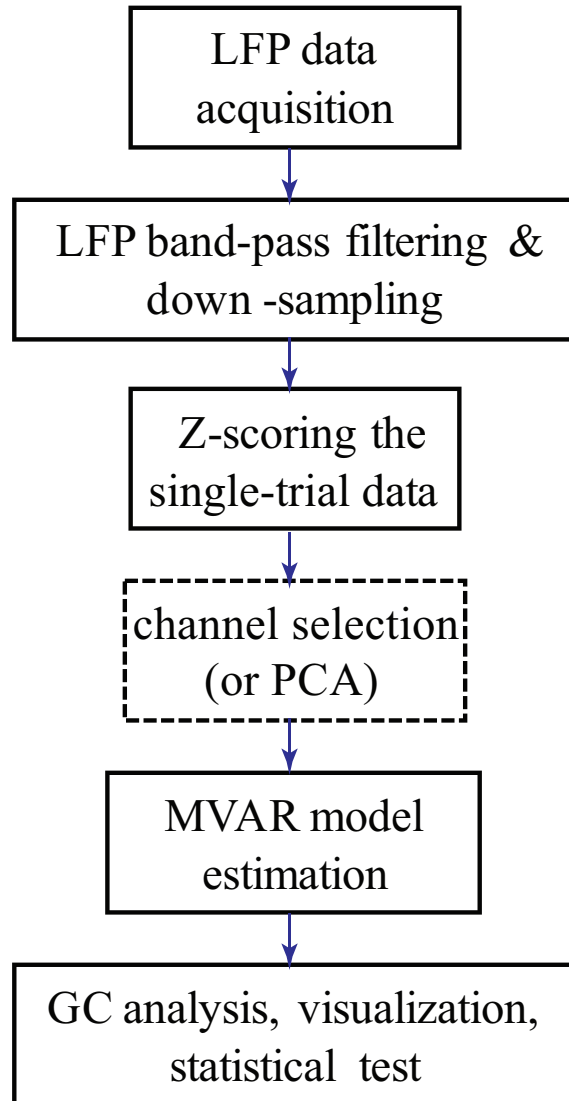 LFP data
acquisition
LFP band-pass filtering &
down -sampling
Z-scoring the
single-trial data
channel selection
(or PCA)
MVAR model
estimation
GC analysis, visualization,
statistical test